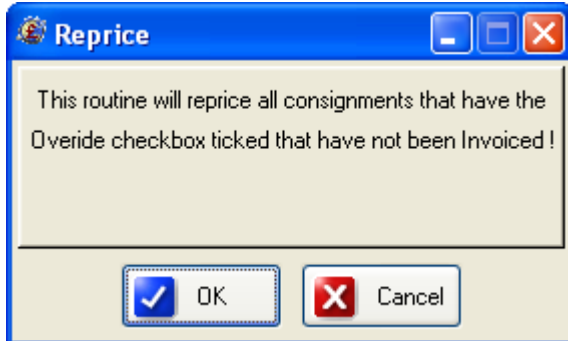 Reprice
This routine will reprice all consignments that have the
Overide checkbox ticked that have not been Invoiced !
OK
Cancel